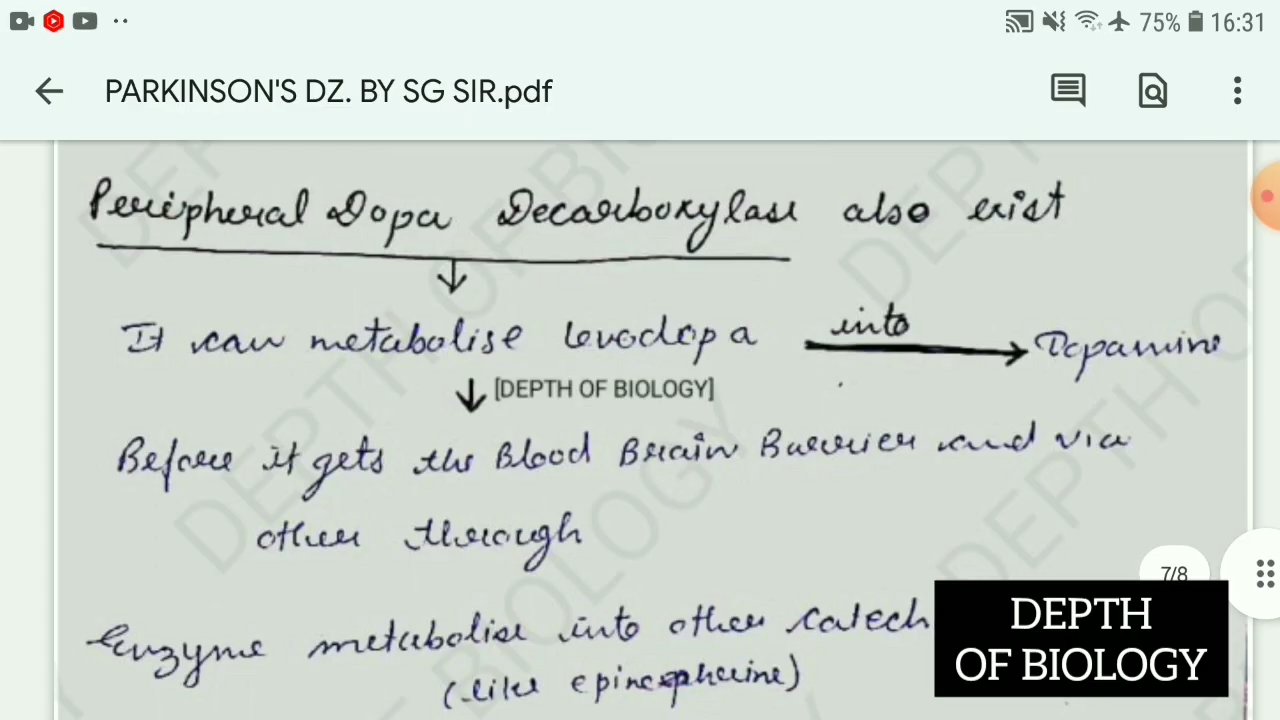 75% 16:31
PARKINSON'S DZ. BY SG SIR.pdf
Peripheral Dopa Decarboxylase also exist
It can metabolise levodopa into Dopamine
[DEPTH OF BIOLOGY]
Before it gets the Blood Brain Barrier and via
other through
Enzyme metabolise into other catech
(like epinepherine)
7/8
DEPTH
OF BIOLOGY